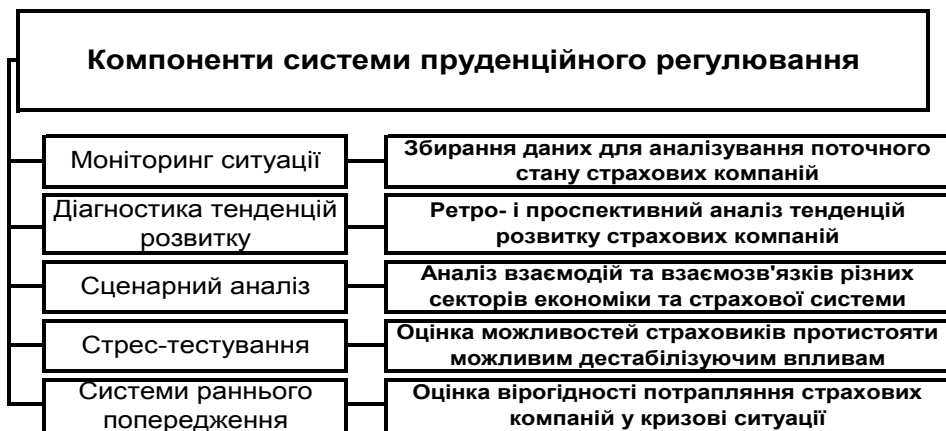 Компоненти системи пруденційного регулювання
Моніторинг ситуації
Збирання даних для аналізування поточного
стану страхових компаній
Діагностика тенденцій
розвитку
Ретро- і проспективний аналіз тенденцій
розвитку страхових компаній
Сценарний аналіз
Аналіз взаємодій та взаємозв'язків різних
секторів економіки та страхової системи
Стрес-тестування
Оцінка можливостей страховиків протистояти
можливим дестабілізуючим впливам
Системи раннього
попередження
Оцінка вірогідності потрапляння страхових
компаній у кризові ситуації